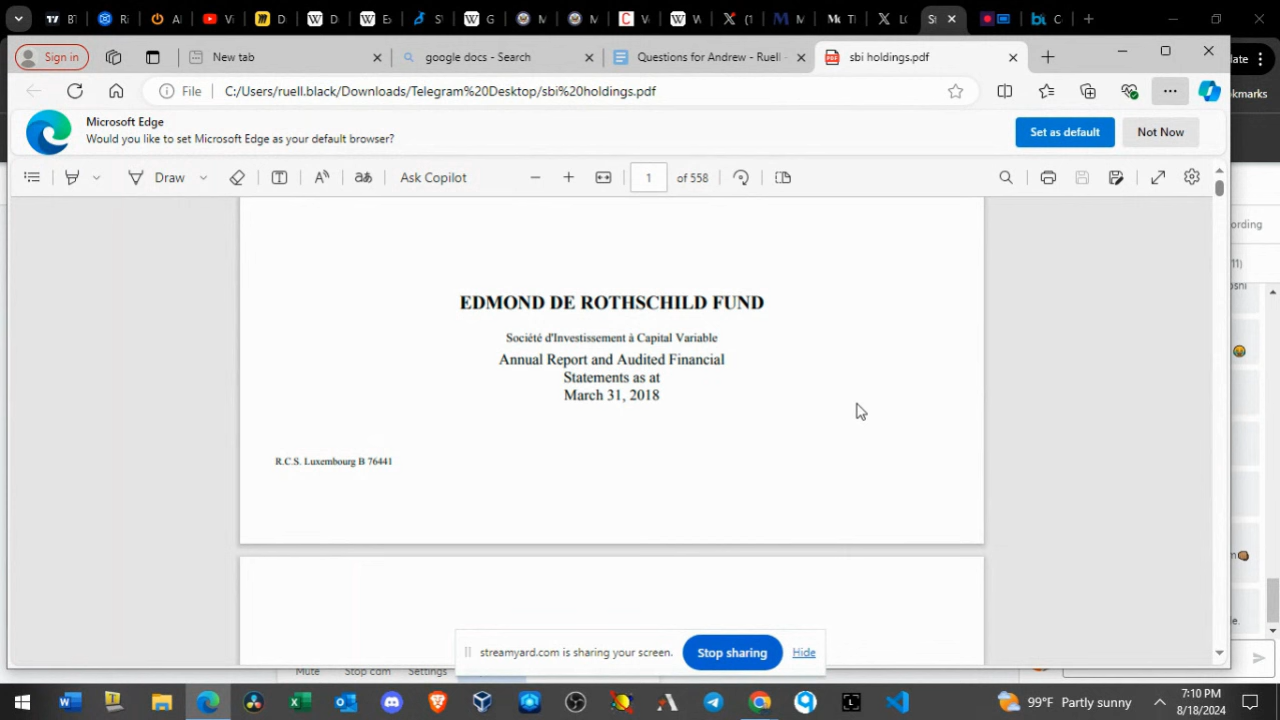 Sign in
New tab
google docs - Search
Questions for Andrew - Ruell -
sbi holdings.pdf
File
C:/Users/ruell.black/Downloads/Telegram%20Desktop/sbi%20holdings.pdf
Microsoft Edge
Would you like to set Microsoft Edge as your default browser?
Set as default
Not Now
Draw
Ask Copilot
1
of 558
EDMOND DE ROTHSCHILD FUND
Société d'Investissement à Capital Variable
Annual Report and Audited Financial
Statements as at
March 31, 2018
R.C.S. Luxembourg B 76441
streamyard.com is sharing your screen.
Stop sharing
Hide
Mute
Stop cam
Settings
99°F Partly sunny
7:10 PM
8/18/2024